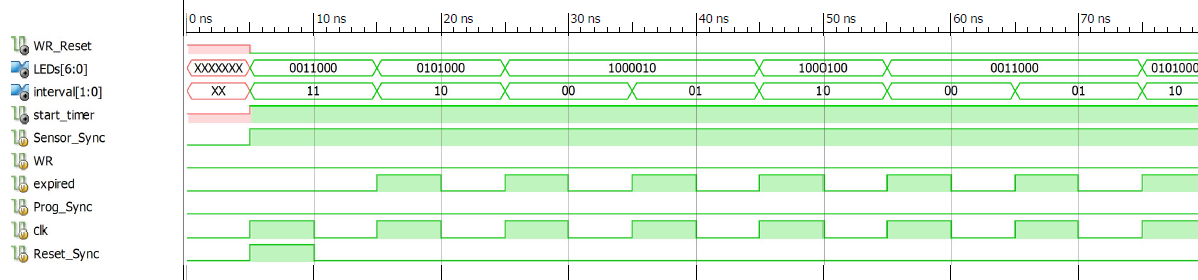 0 ns 10 ns 20 ns 30 ns 40 ns 50 ns 60 ns 70 ns
WR_Reset
LEDs[6:0] XXXXXXX 0011000 0101000 1000010 1000100 0011000 0101000
interval[1:0] XX 11 10 00 01 10 00 01 10
start_timer
Sensor_Sync
WR
expired
Prog_Sync
clk
Reset_Sync